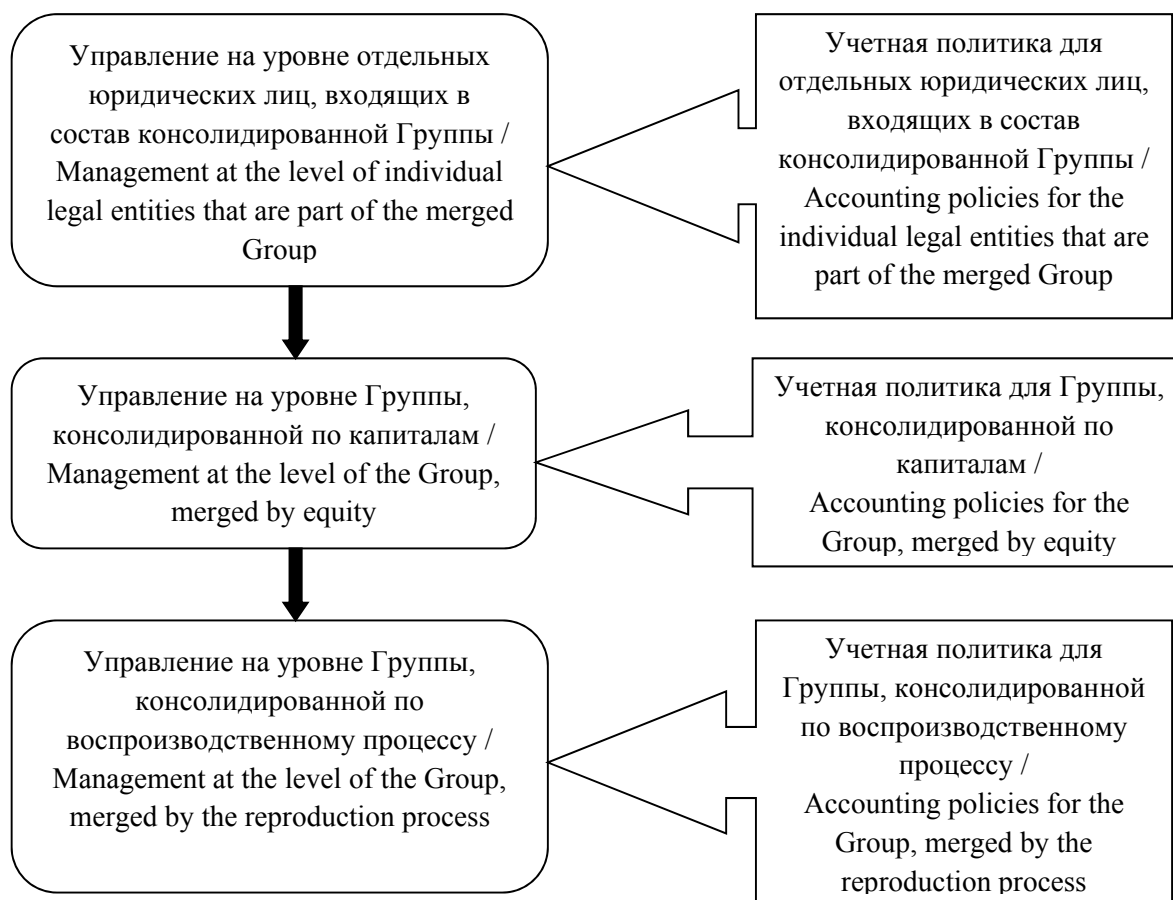 Управление на уровне отдельных
юридических лиц, входящих в
состав консолидированной Группы /
Management at the level of individual
legal entities that are part of the merged
Group
Учетная политика для
отдельных юридических лиц,
входящих в состав
консолидированной Группы /
Accounting policies for the
individual legal entities that are
part of the merged Group
Управление на уровне Группы,
консолидированной по капиталам /
Management at the level of the Group,
merged by equity
Учетная политика для Группы,
консолидированной по
капиталам /
Accounting policies for the
Group, merged by equity
Управление на уровне Группы,
консолидированной по
воспроизводственному процессу /
Management at the level of the Group,
merged by the reproduction process
Учетная политика для
Группы, консолидированной
по воспроизводственному
процессу /
Accounting policies for the
Group, merged by the
reproduction process